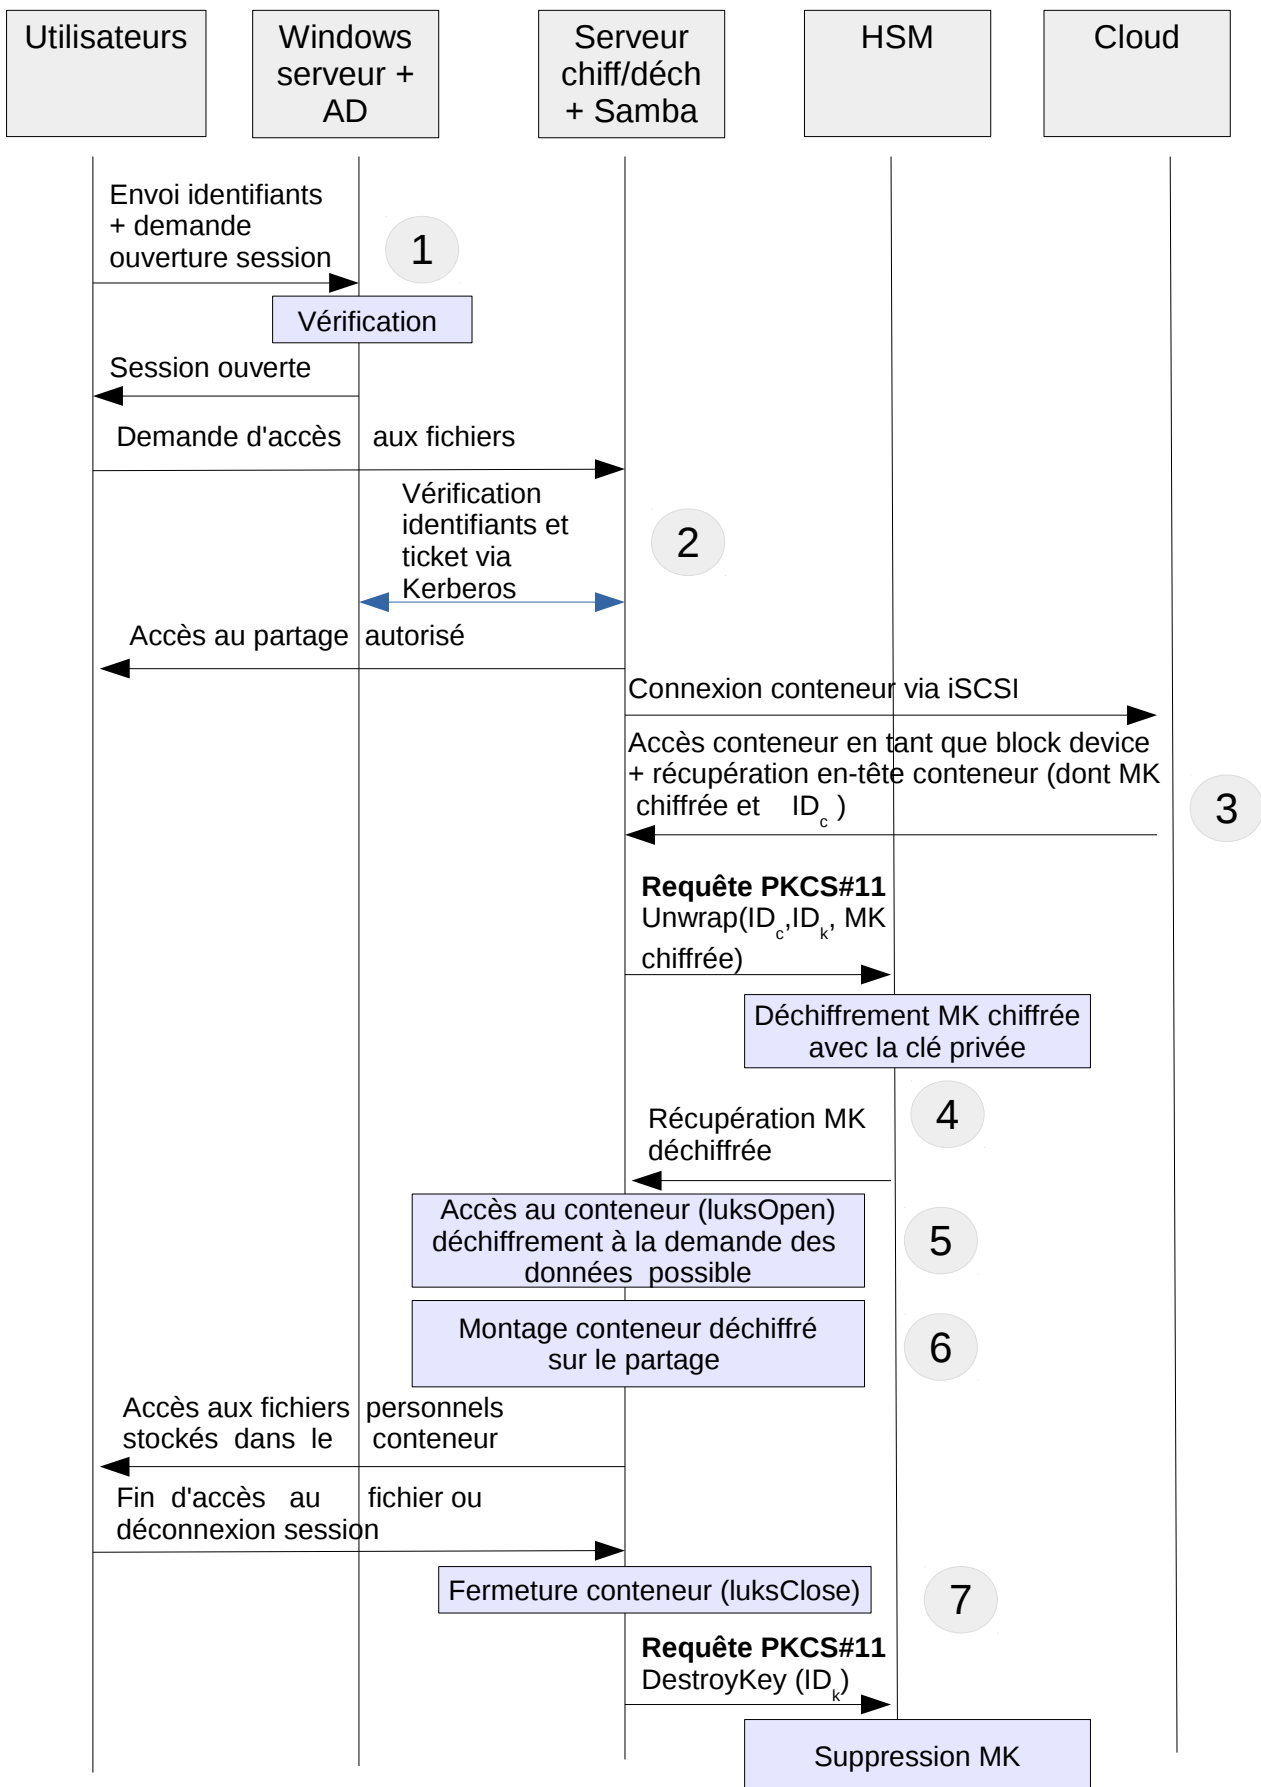 Utilisateurs
Windows
serveur +
AD
Serveur
chiff/déch
+ Samba
HSM
Cloud
Envoi identifiants
+ demande
ouverture session
1
Vérification
Session ouverte
Demande d'accès aux fichiers
Vérification
identifiants et
ticket via
Kerberos
2
Accès au partage autorisé
Connexion conteneur via iSCSI
Accès conteneur en tant que block device
+ récupération en-tête conteneur (dont MK
chiffrée et ID_c )
3
Requête PKCS#11
Unwrap(ID_c,ID_k, MK
chiffrée)
Déchiffrement MK chiffrée
avec la clé privée
4
Récupération MK
déchiffrée
Accès au conteneur (luksOpen)
déchiffrement à la demande des
données possible
5
Montage conteneur déchiffré
sur le partage
6
Accès aux fichiers personnels
stockés dans le conteneur
Fin d'accès au fichier ou
déconnexion session
Fermeture conteneur (luksClose)
7
Requête PKCS#11
DestroyKey (ID_k)
Suppression MK